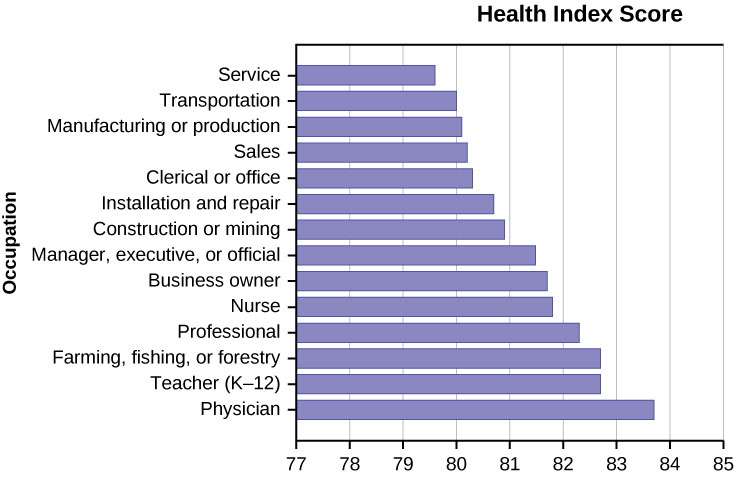 Health Index Score
Occupation
Service
Transportation
Manufacturing or production
Sales
Clerical or office
Installation and repair
Construction or mining
Manager, executive, or official
Business owner
Nurse
Professional
Farming, fishing, or forestry
Teacher (K–12)
Physician
77 78 79 80 81 82 83 84 85